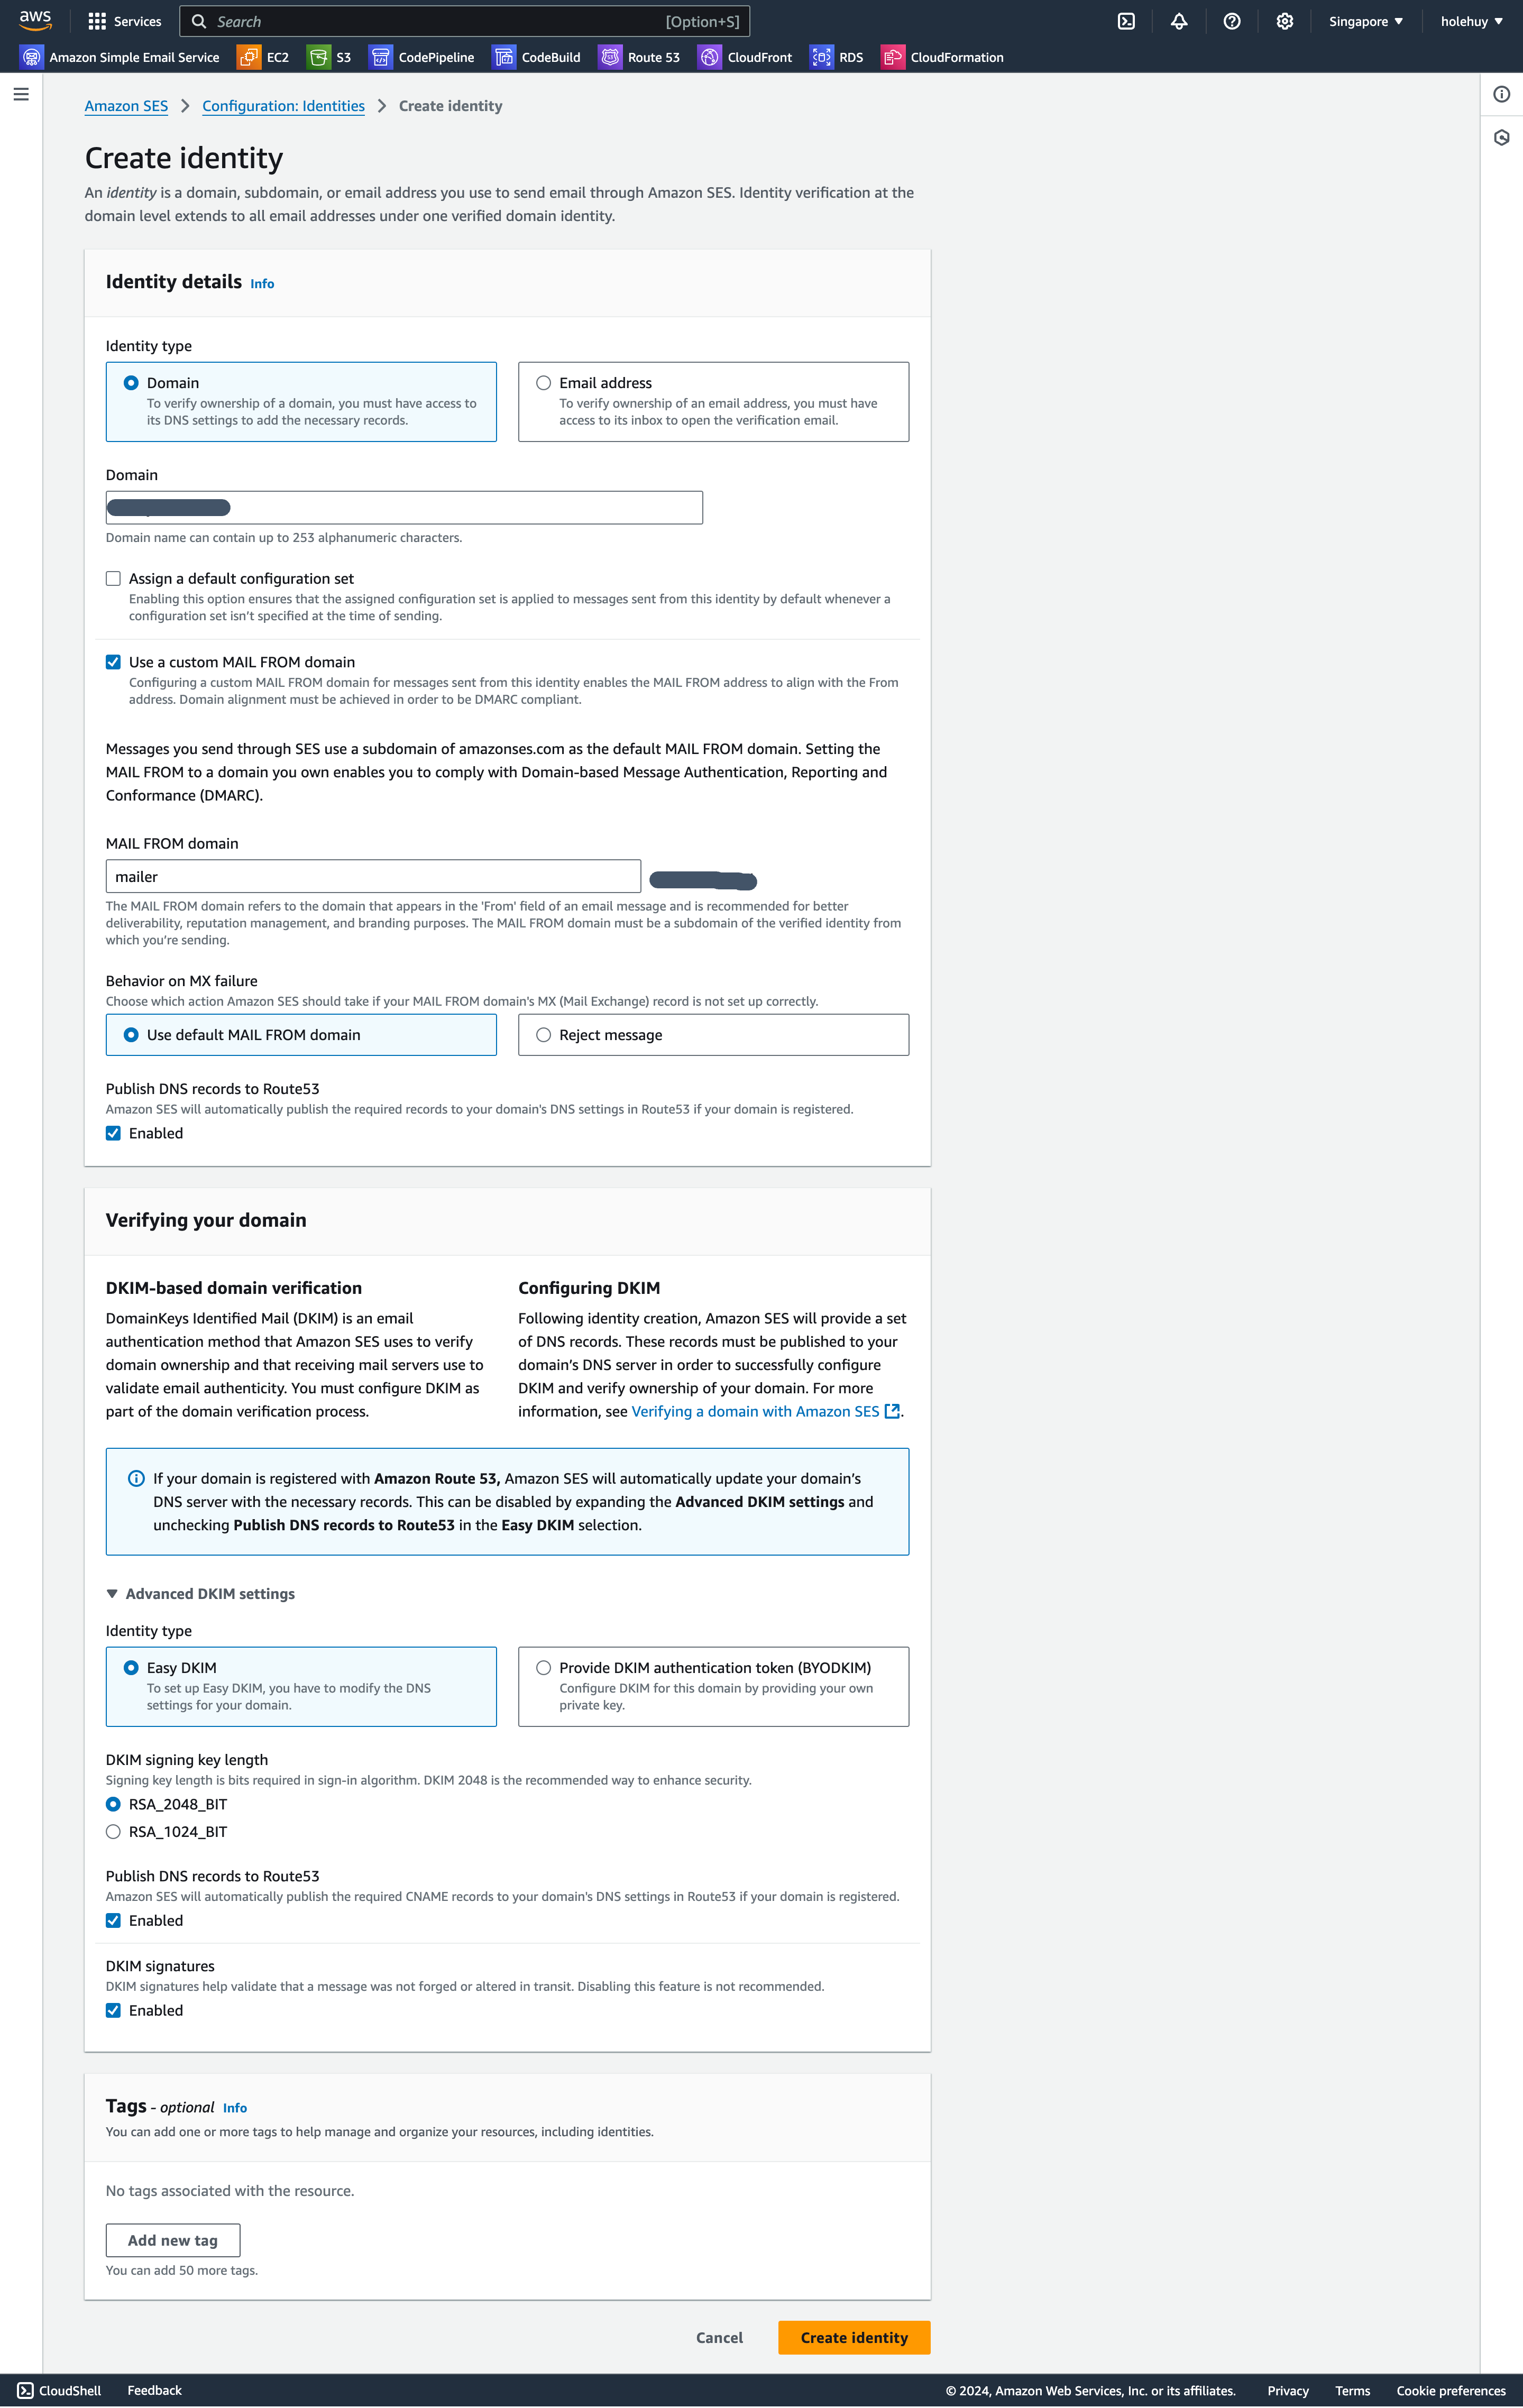 aws
Services
Search
[Option+S]
Singapore
holehuy
Amazon Simple Email Service
EC2
S3
CodePipeline
CodeBuild
Route 53
CloudFront
RDS
CloudFormation
Amazon SES
Configuration: Identities
Create identity
Create identity
An identity is a domain, subdomain, or email address you use to send email through Amazon SES. Identity verification at the
domain level extends to all email addresses under one verified domain identity.
Identity details Info
Identity type
Domain
To verify ownership of a domain, you must have access to
its DNS settings to add the necessary records.
Email address
To verify ownership of an email address, you must have
access to its inbox to open the verification email.
Domain
Domain name can contain up to 253 alphanumeric characters.
Assign a default configuration set
Enabling this option ensures that the assigned configuration set is applied to messages sent from this identity by default whenever a
configuration set isn’t specified at the time of sending.
Use a custom MAIL FROM domain
Configuring a custom MAIL FROM domain for messages sent from this identity enables the MAIL FROM address to align with the From
address. Domain alignment must be achieved in order to be DMARC compliant.
Messages you send through SES use a subdomain of amazonses.com as the default MAIL FROM domain. Setting the
MAIL FROM to a domain you own enables you to comply with Domain-based Message Authentication, Reporting and
Conformance (DMARC).
MAIL FROM domain
mailer
The MAIL FROM domain refers to the domain that appears in the 'From' field of an email message and is recommended for better
deliverability, reputation management, and branding purposes. The MAIL FROM domain must be a subdomain of the verified identity from
which you’re sending.
Behavior on MX failure
Choose which action Amazon SES should take if your MAIL FROM domain's MX (Mail Exchange) record is not set up correctly.
Use default MAIL FROM domain
Reject message
Publish DNS records to Route53
Amazon SES will automatically publish the required records to your domain's DNS settings in Route53 if your domain is registered.
Enabled
Verifying your domain
DKIM-based domain verification
DomainKeys Identified Mail (DKIM) is an email
authentication method that Amazon SES uses to verify
domain ownership and that receiving mail servers use to
validate email authenticity. You must configure DKIM as
part of the domain verification process.
Configuring DKIM
Following identity creation, Amazon SES will provide a set
of DNS records. These records must be published to your
domain’s DNS server in order to successfully configure
DKIM and verify ownership of your domain. For more
information, see Verifying a domain with Amazon SES.
If your domain is registered with Amazon Route 53, Amazon SES will automatically update your domain’s
DNS server with the necessary records. This can be disabled by expanding the Advanced DKIM settings and
unchecking Publish DNS records to Route53 in the Easy DKIM selection.
Advanced DKIM settings
Identity type
Easy DKIM
To set up Easy DKIM, you have to modify the DNS
settings for your domain.
Provide DKIM authentication token (BYODKIM)
Configure DKIM for this domain by providing your own
private key.
DKIM signing key length
Signing key length is bits required in sign-in algorithm. DKIM 2048 is the recommended way to enhance security.
RSA_2048_BIT
RSA_1024_BIT
Publish DNS records to Route53
Amazon SES will automatically publish the required CNAME records to your domain's DNS settings in Route53 if your domain is registered.
Enabled
DKIM signatures
DKIM signatures help validate that a message was not forged or altered in transit. Disabling this feature is not recommended.
Enabled
Tags - optional Info
You can add one or more tags to help manage and organize your resources, including identities.
No tags associated with the resource.
Add new tag
You can add 50 more tags.
Cancel
Create identity
CloudShell
Feedback
© 2024, Amazon Web Services, Inc. or its affiliates.
Privacy
Terms
Cookie preferences